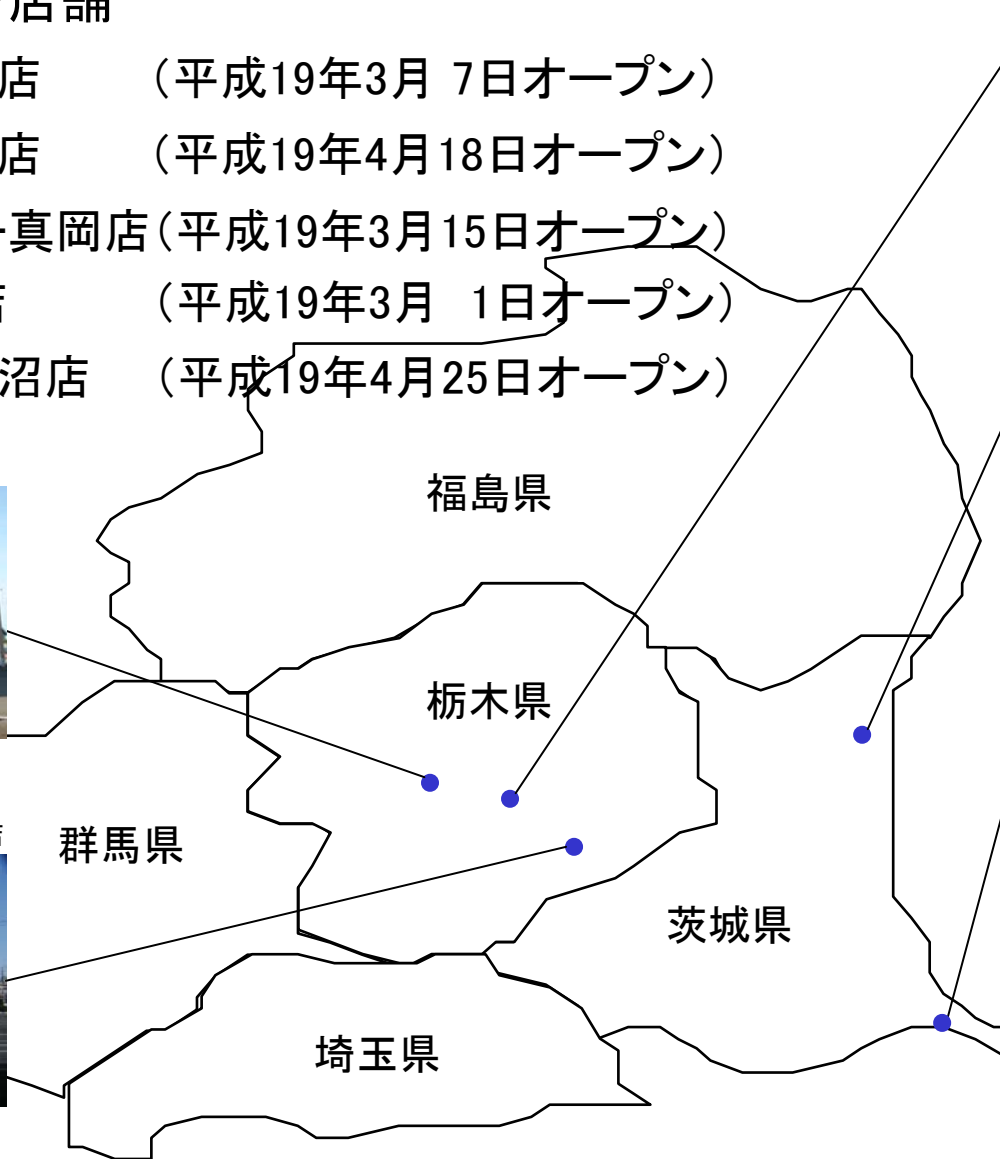 店舗
店 （平成19年3月 7日オープン）
店 （平成19年4月18日オープン）
真岡店（平成19年3月15日オープン）
（平成19年3月 1日オープン）
沼店 （平成19年4月25日オープン）
福島県
栃木県
群馬県
茨城県
埼玉県